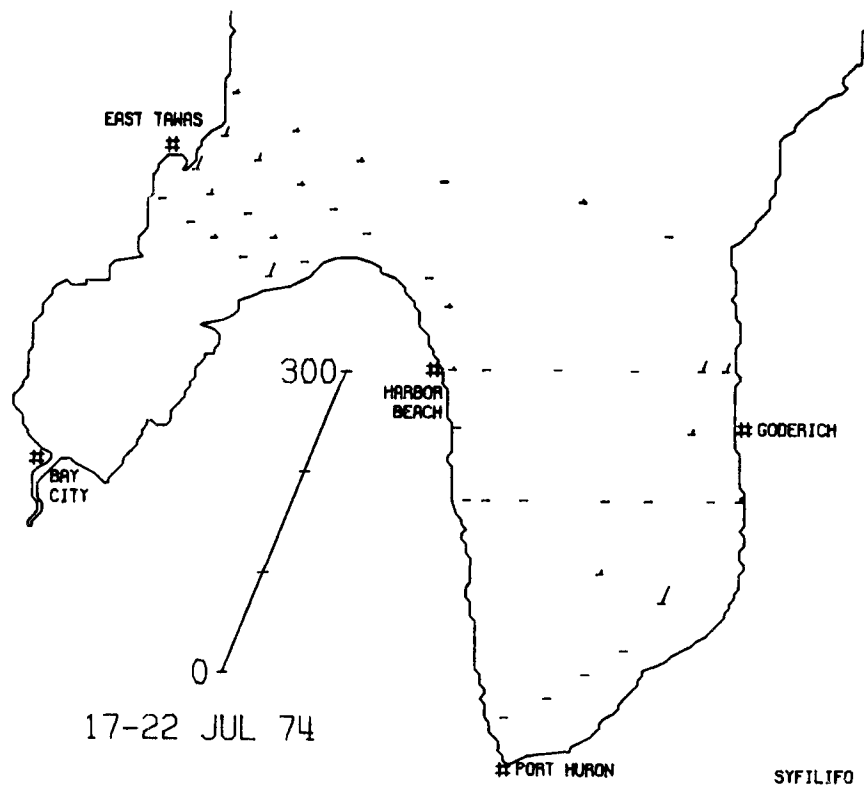 EAST TAWAS
300
HARBOR
BEACH
GODERICH
BAY
CITY
0
17-22 JUL 74
PORT HURON
SYFILIFO